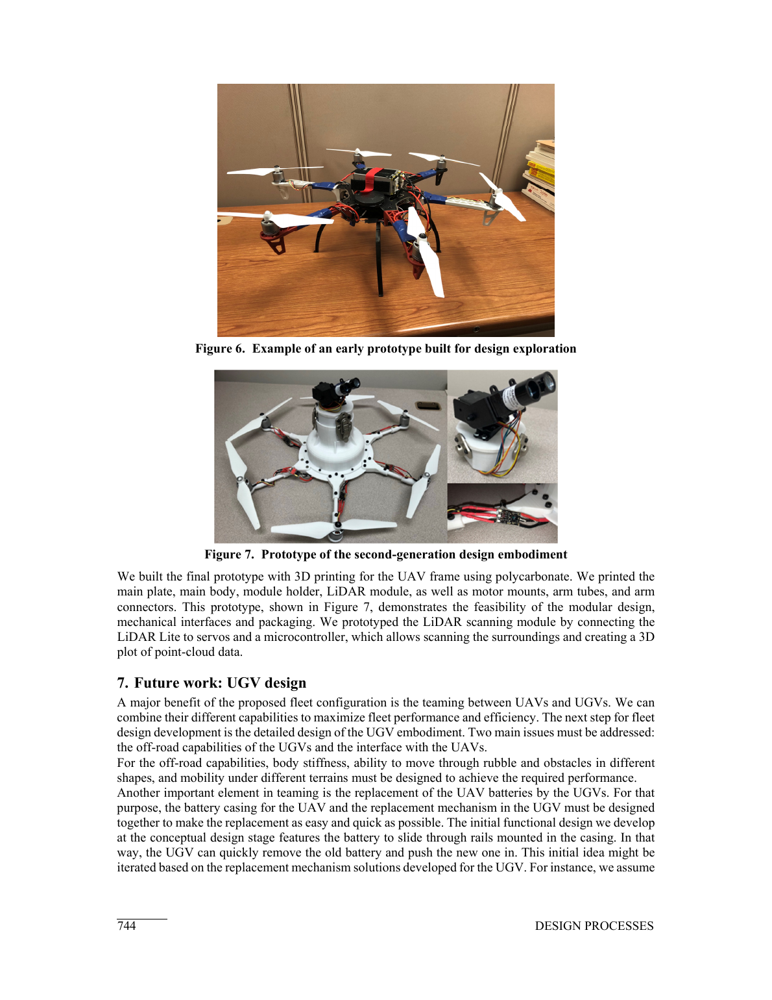 Figure 6. Example of an early prototype built for design exploration
Figure 7. Prototype of the second-generation design embodiment
We built the final prototype with 3D printing for the UAV frame using polycarbonate. We printed the
main plate, main body, module holder, LiDAR module, as well as motor mounts, arm tubes, and arm
connectors. This prototype, shown in Figure 7, demonstrates the feasibility of the modular design,
mechanical interfaces and packaging. We prototyped the LiDAR scanning module by connecting the
LiDAR Lite to servos and a microcontroller, which allows scanning the surroundings and creating a 3D
plot of point-cloud data.
7. Future work: UGV design
A major benefit of the proposed fleet configuration is the teaming between UAVs and UGVs. We can
combine their different capabilities to maximize fleet performance and efficiency. The next step for fleet
design development is the detailed design of the UGV embodiment. Two main issues must be addressed:
the off-road capabilities of the UGVs and the interface with the UAVs.
For the off-road capabilities, body stiffness, ability to move through rubble and obstacles in different
shapes, and mobility under different terrains must be designed to achieve the required performance.
Another important element in teaming is the replacement of the UAV batteries by the UGVs. For that
purpose, the battery casing for the UAV and the replacement mechanism in the UGV must be designed
together to make the replacement as easy and quick as possible. The initial functional design we develop
at the conceptual design stage features the battery to slide through rails mounted in the casing. In that
way, the UGV can quickly remove the old battery and push the new one in. This initial idea might be
iterated based on the replacement mechanism solutions developed for the UGV. For instance, we assume
744 DESIGN PROCESSES